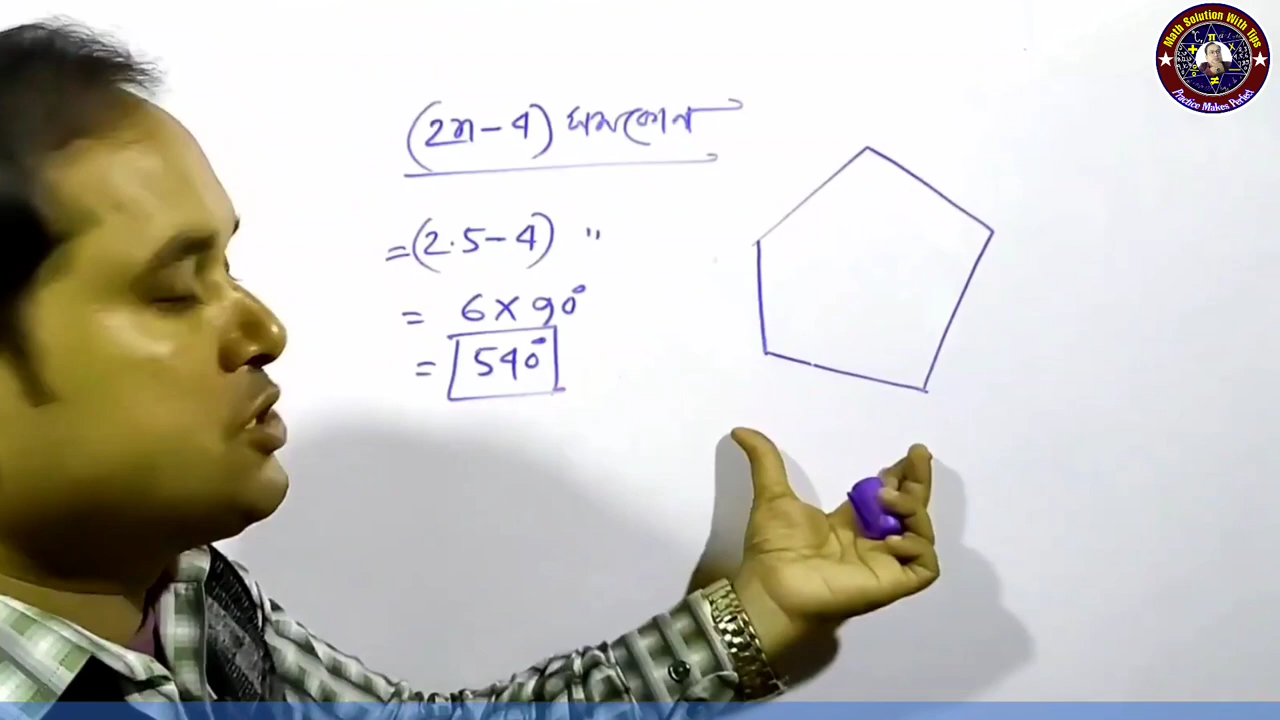 (2n - 4) সমকোণ
= (2·5 - 4) "
= 6 × 90°
= 540°
Math Solution With Tips
Practice Makes Perfect